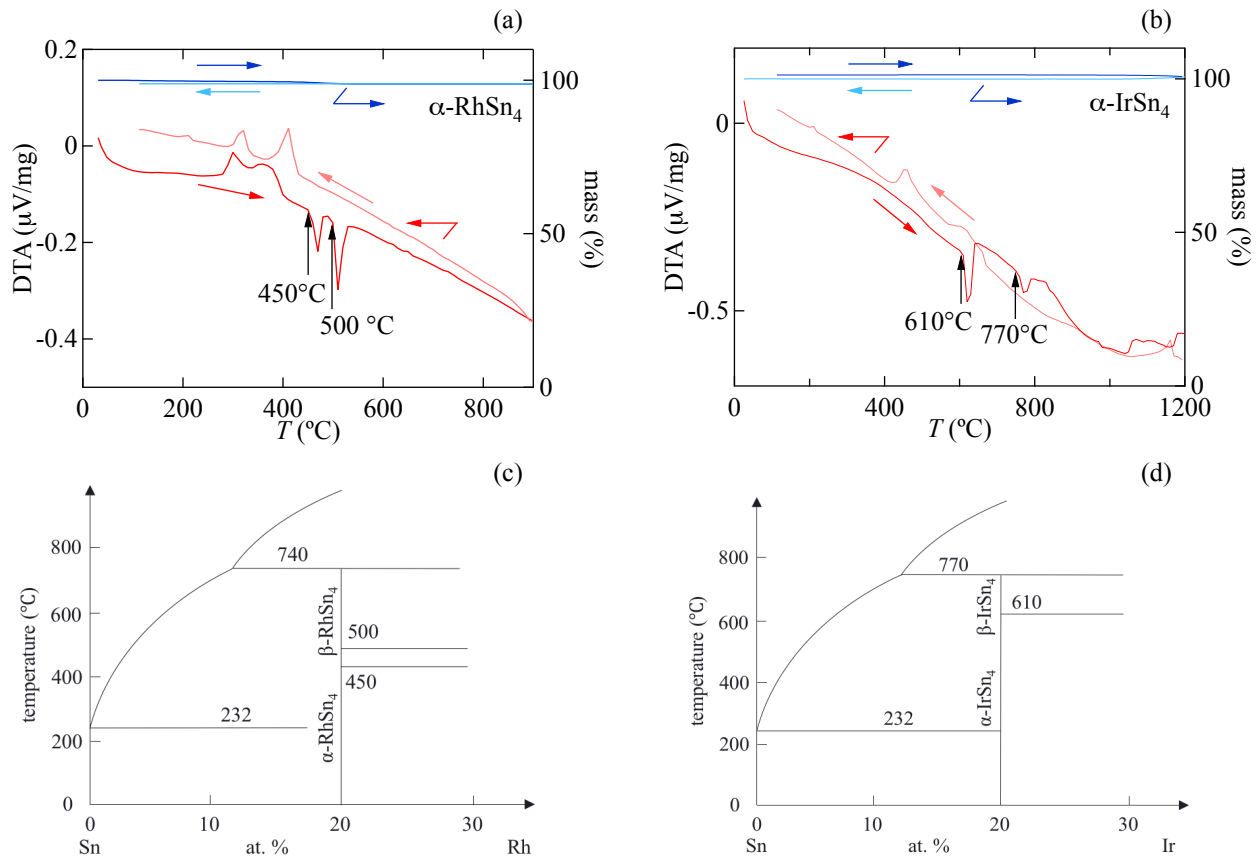 (a)
0.2
0
-0.2
-0.4
DTA (μV/mg)
100
50
0
mass (%)
α-RhSn4
450°C
500 °C
0 200 400 600 800
T (ºC)
(b)
0
-0.5
DTA (μV/mg)
100
50
0
mass (%)
α-IrSn4
610°C
770°C
0 400 800 1200
T (ºC)
(c)
800
600
400
200
0
temperature (°C)
740
500
450
232
β-RhSn4
α-RhSn4
0 10 20 30
Sn at. % Rh
(d)
800
600
400
200
0
temperature (°C)
770
610
232
β-IrSn4
α-IrSn4
0 10 20 30
Sn at. % Ir